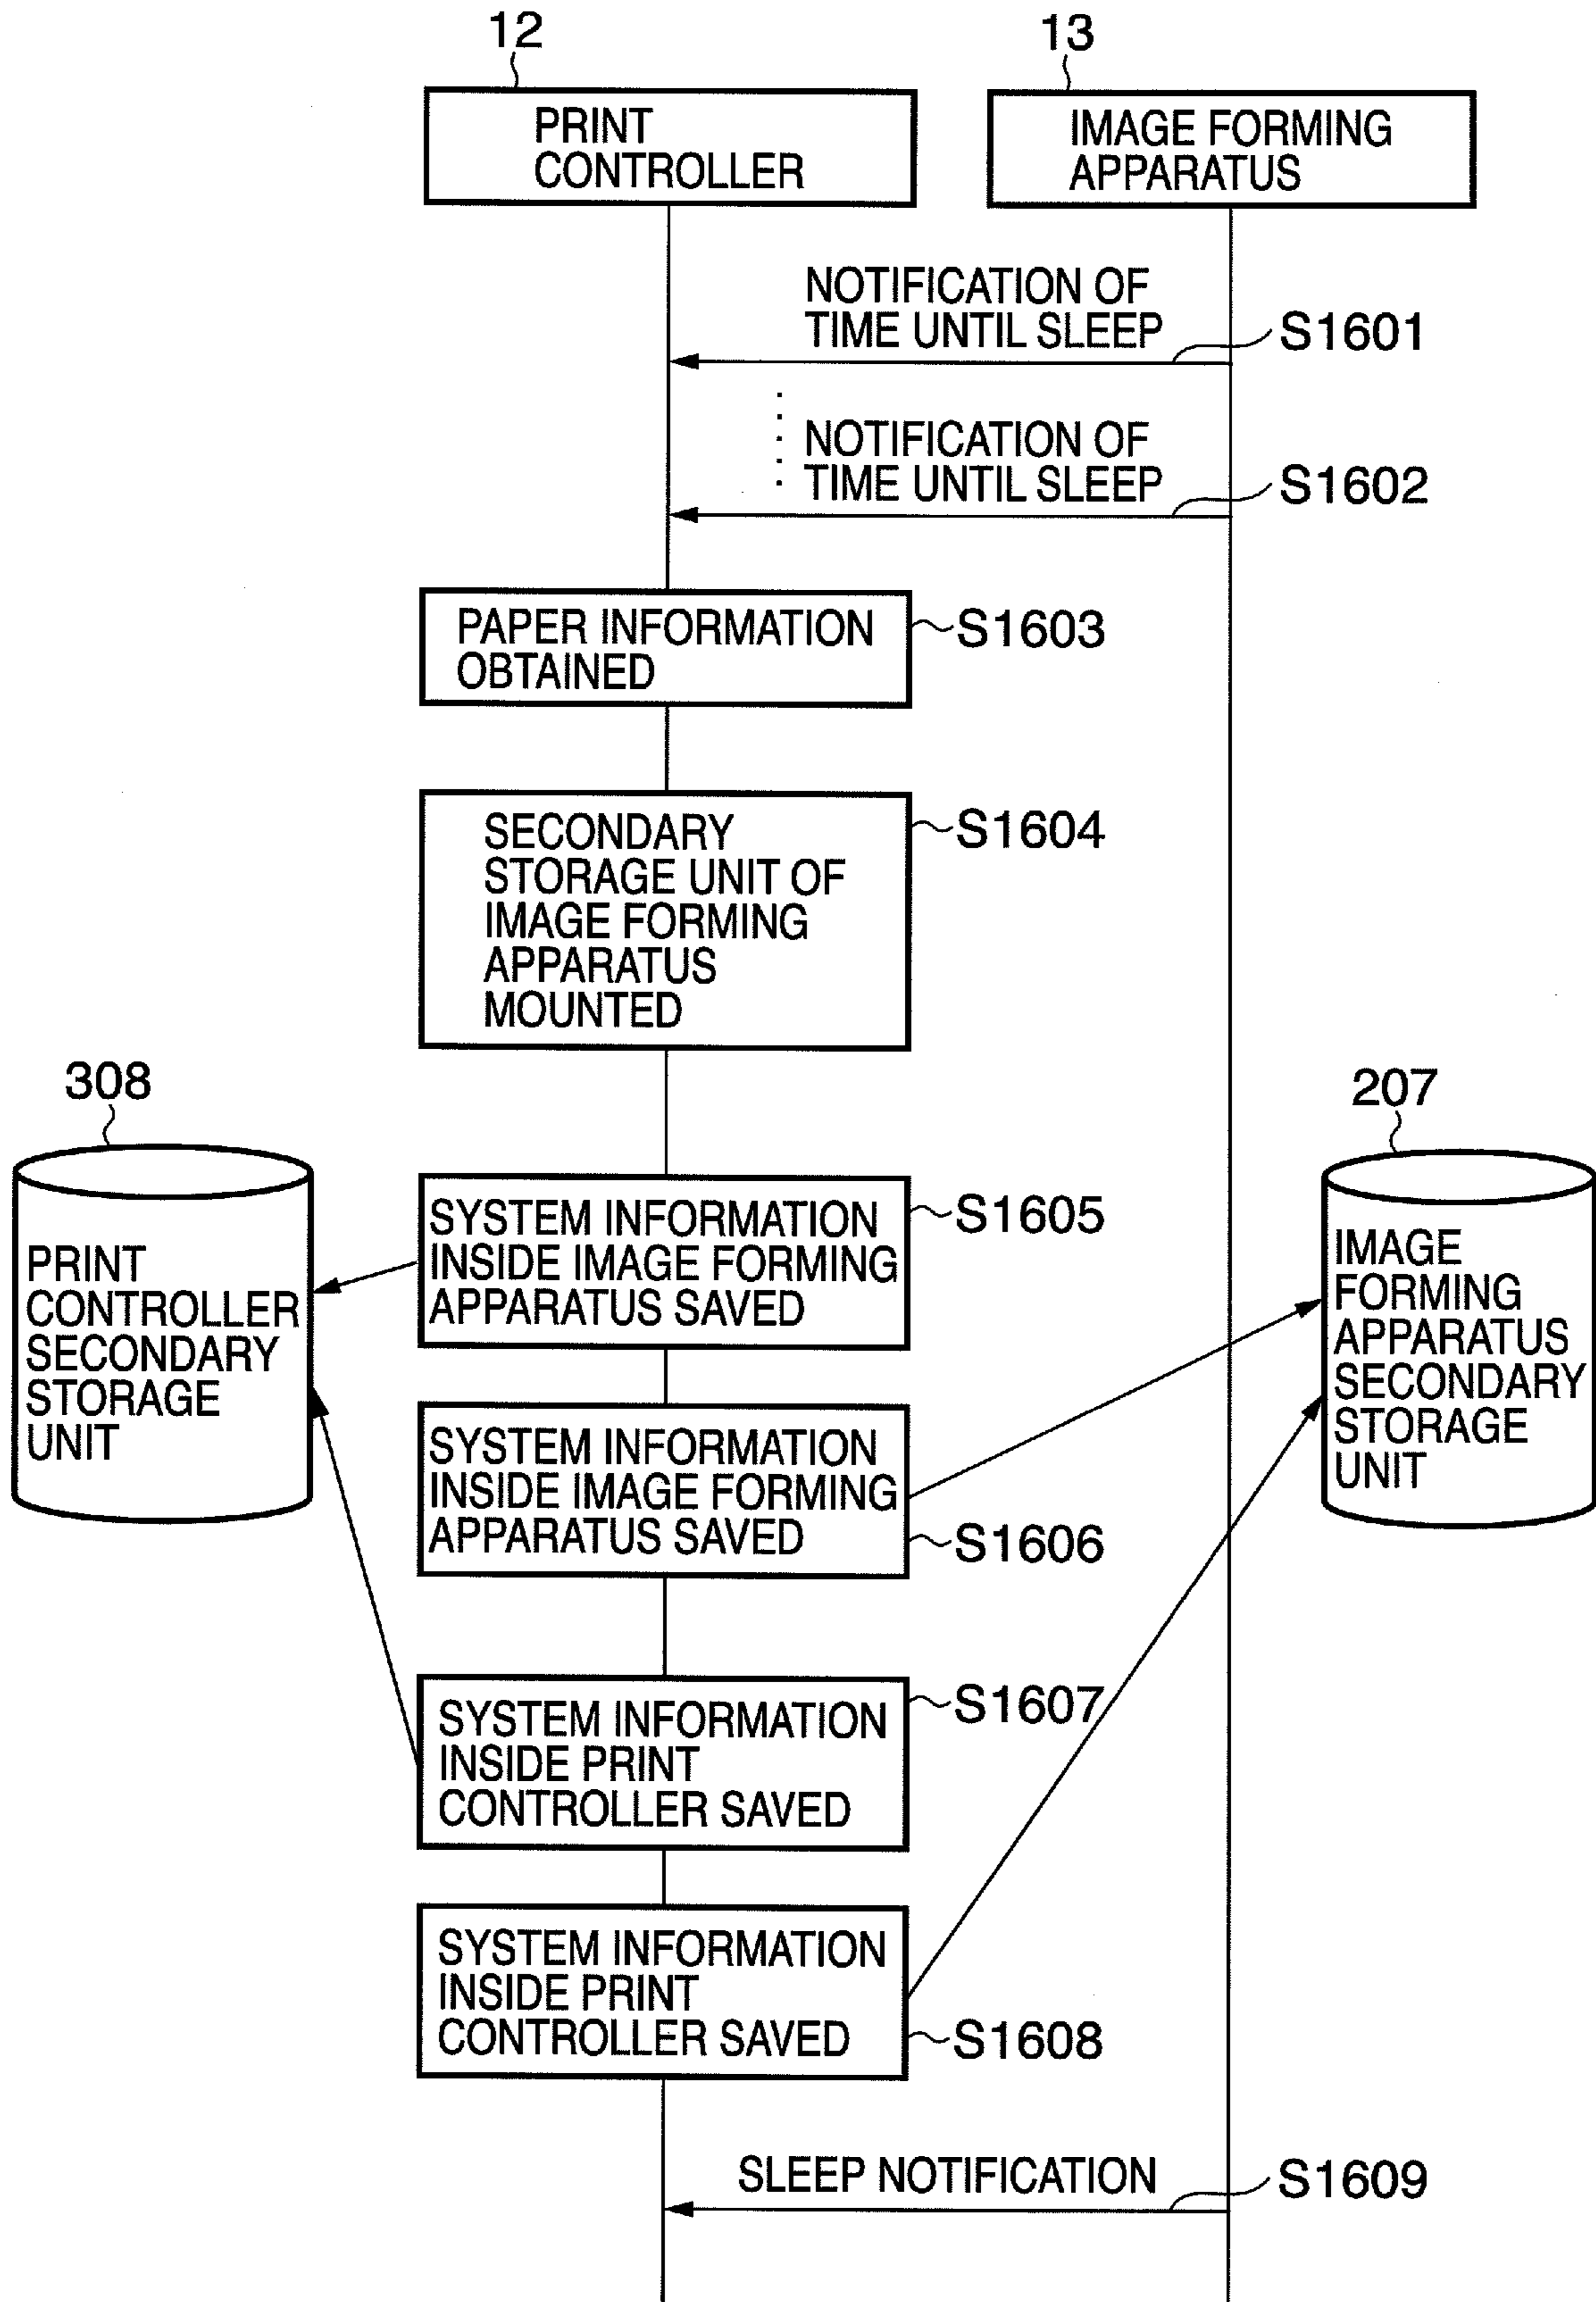 12
13
PRINT
CONTROLLER
IMAGE FORMING
APPARATUS
NOTIFICATION OF
TIME UNTIL SLEEP
S1601
NOTIFICATION OF
TIME UNTIL SLEEP
S1602
PAPER INFORMATION
OBTAINED
S1603
SECONDARY
STORAGE UNIT OF
IMAGE FORMING
APPARATUS
MOUNTED
S1604
308
207
PRINT
CONTROLLER
SECONDARY
STORAGE
UNIT
SYSTEM INFORMATION
INSIDE IMAGE FORMING
APPARATUS SAVED
S1605
IMAGE
FORMING
APPARATUS
SECONDARY
STORAGE
UNIT
SYSTEM INFORMATION
INSIDE IMAGE FORMING
APPARATUS SAVED
S1606
SYSTEM INFORMATION
INSIDE PRINT
CONTROLLER SAVED
S1607
SYSTEM INFORMATION
INSIDE PRINT
CONTROLLER SAVED
S1608
SLEEP NOTIFICATION
S1609